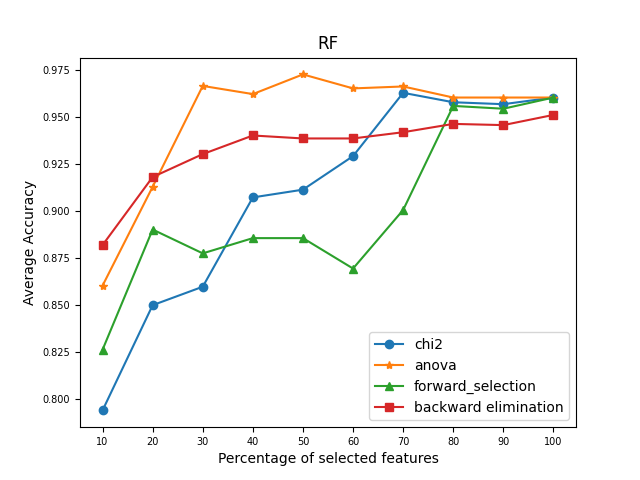 RF
Average Accuracy
0.975
0.950
0.925
0.900
0.875
0.850
0.825
0.800
chi2
anova
forward_selection
backward elimination
10 20 30 40 50 60 70 80 90 100
Percentage of selected features